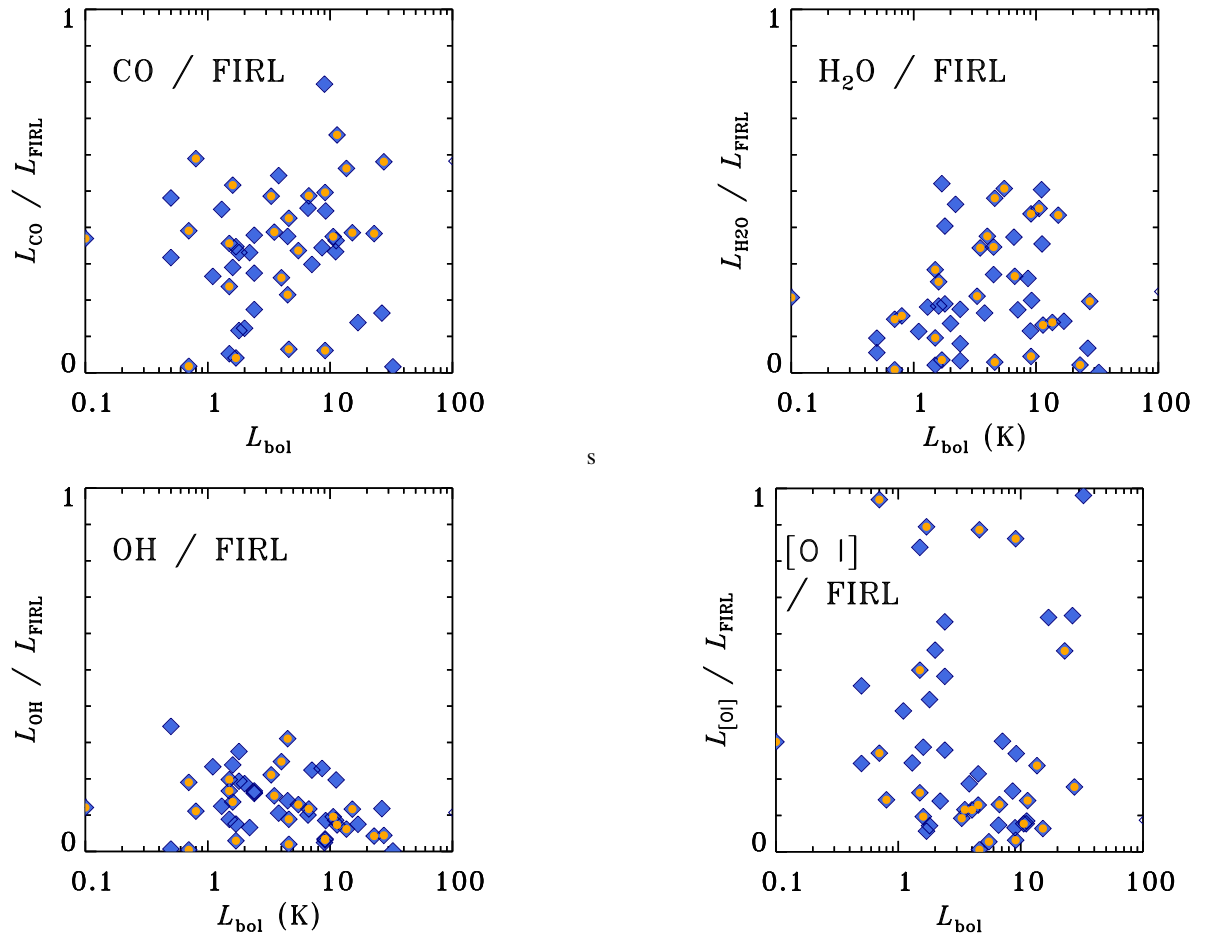 1
CO / FIRL
L_CO / L_FIRL
0
0.1 1 10 100
L_bol
1
H₂O / FIRL
L_H2O / L_FIRL
0
0.1 1 10 100
L_bol (K)
s
1
OH / FIRL
L_OH / L_FIRL
0
0.1 1 10 100
L_bol (K)
1
[O I]
/ FIRL
L_[OI] / L_FIRL
0
0.1 1 10 100
L_bol